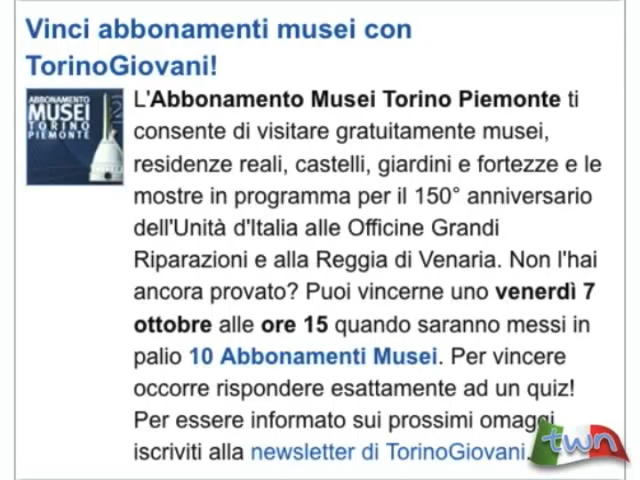 Vinci abbonamenti musei con
TorinoGiovani!
ABBONAMENTO
MUSEI
TORINO
PIEMONTE
L'Abbonamento Musei Torino Piemonte ti
consente di visitare gratuitamente musei,
residenze reali, castelli, giardini e fortezze e le
mostre in programma per il 150° anniversario
dell'Unità d'Italia alle Officine Grandi
Riparazioni e alla Reggia di Venaria. Non l'hai
ancora provato? Puoi vincerne uno venerdì 7
ottobre alle ore 15 quando saranno messi in
palio 10 Abbonamenti Musei. Per vincere
occorre rispondere esattamente ad un quiz!
Per essere informato sui prossimi omaggi
iscriviti alla newsletter di TorinoGiovani.
twn